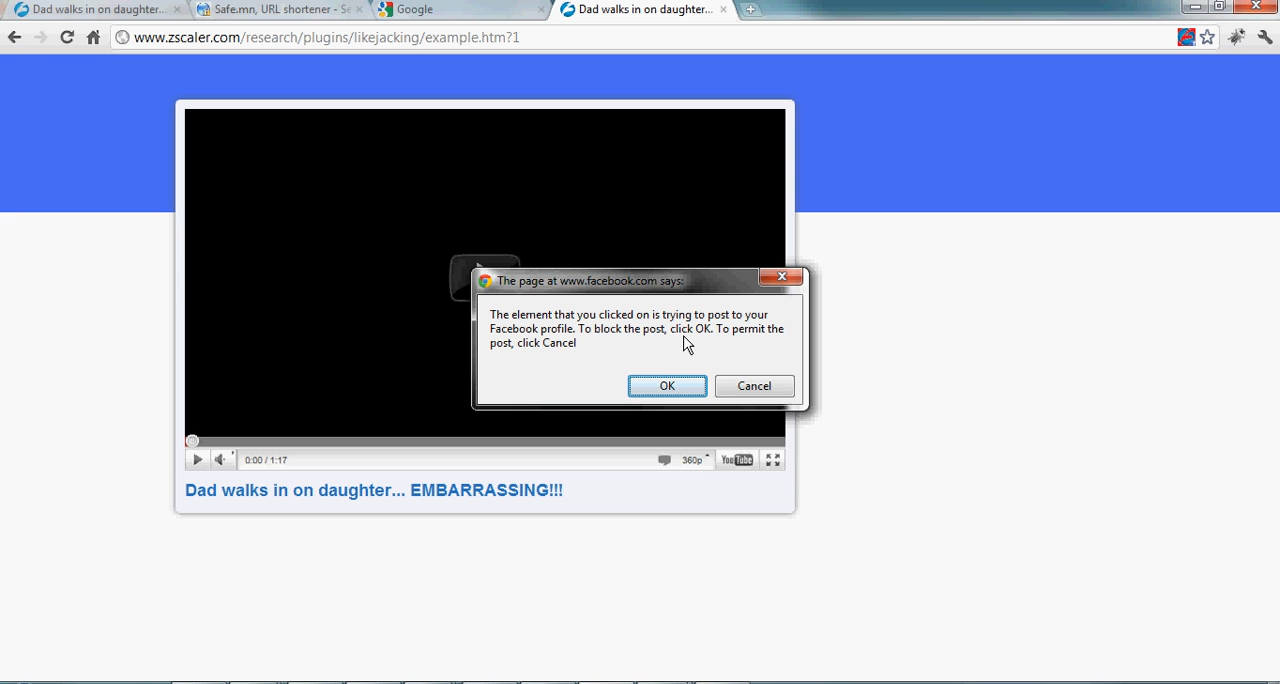 Dad walks in on daughter...
Safe.mn, URL shortener - Se
Google
Dad walks in on daughter...
www.zscaler.com/research/plugins/likejacking/example.htm?1
The page at www.facebook.com says:
The element that you clicked on is trying to post to your
Facebook profile. To block the post, click OK. To permit the
post, click Cancel
OK
Cancel
0:00 / 1:17
360p
YouTube
Dad walks in on daughter... EMBARRASSING!!!